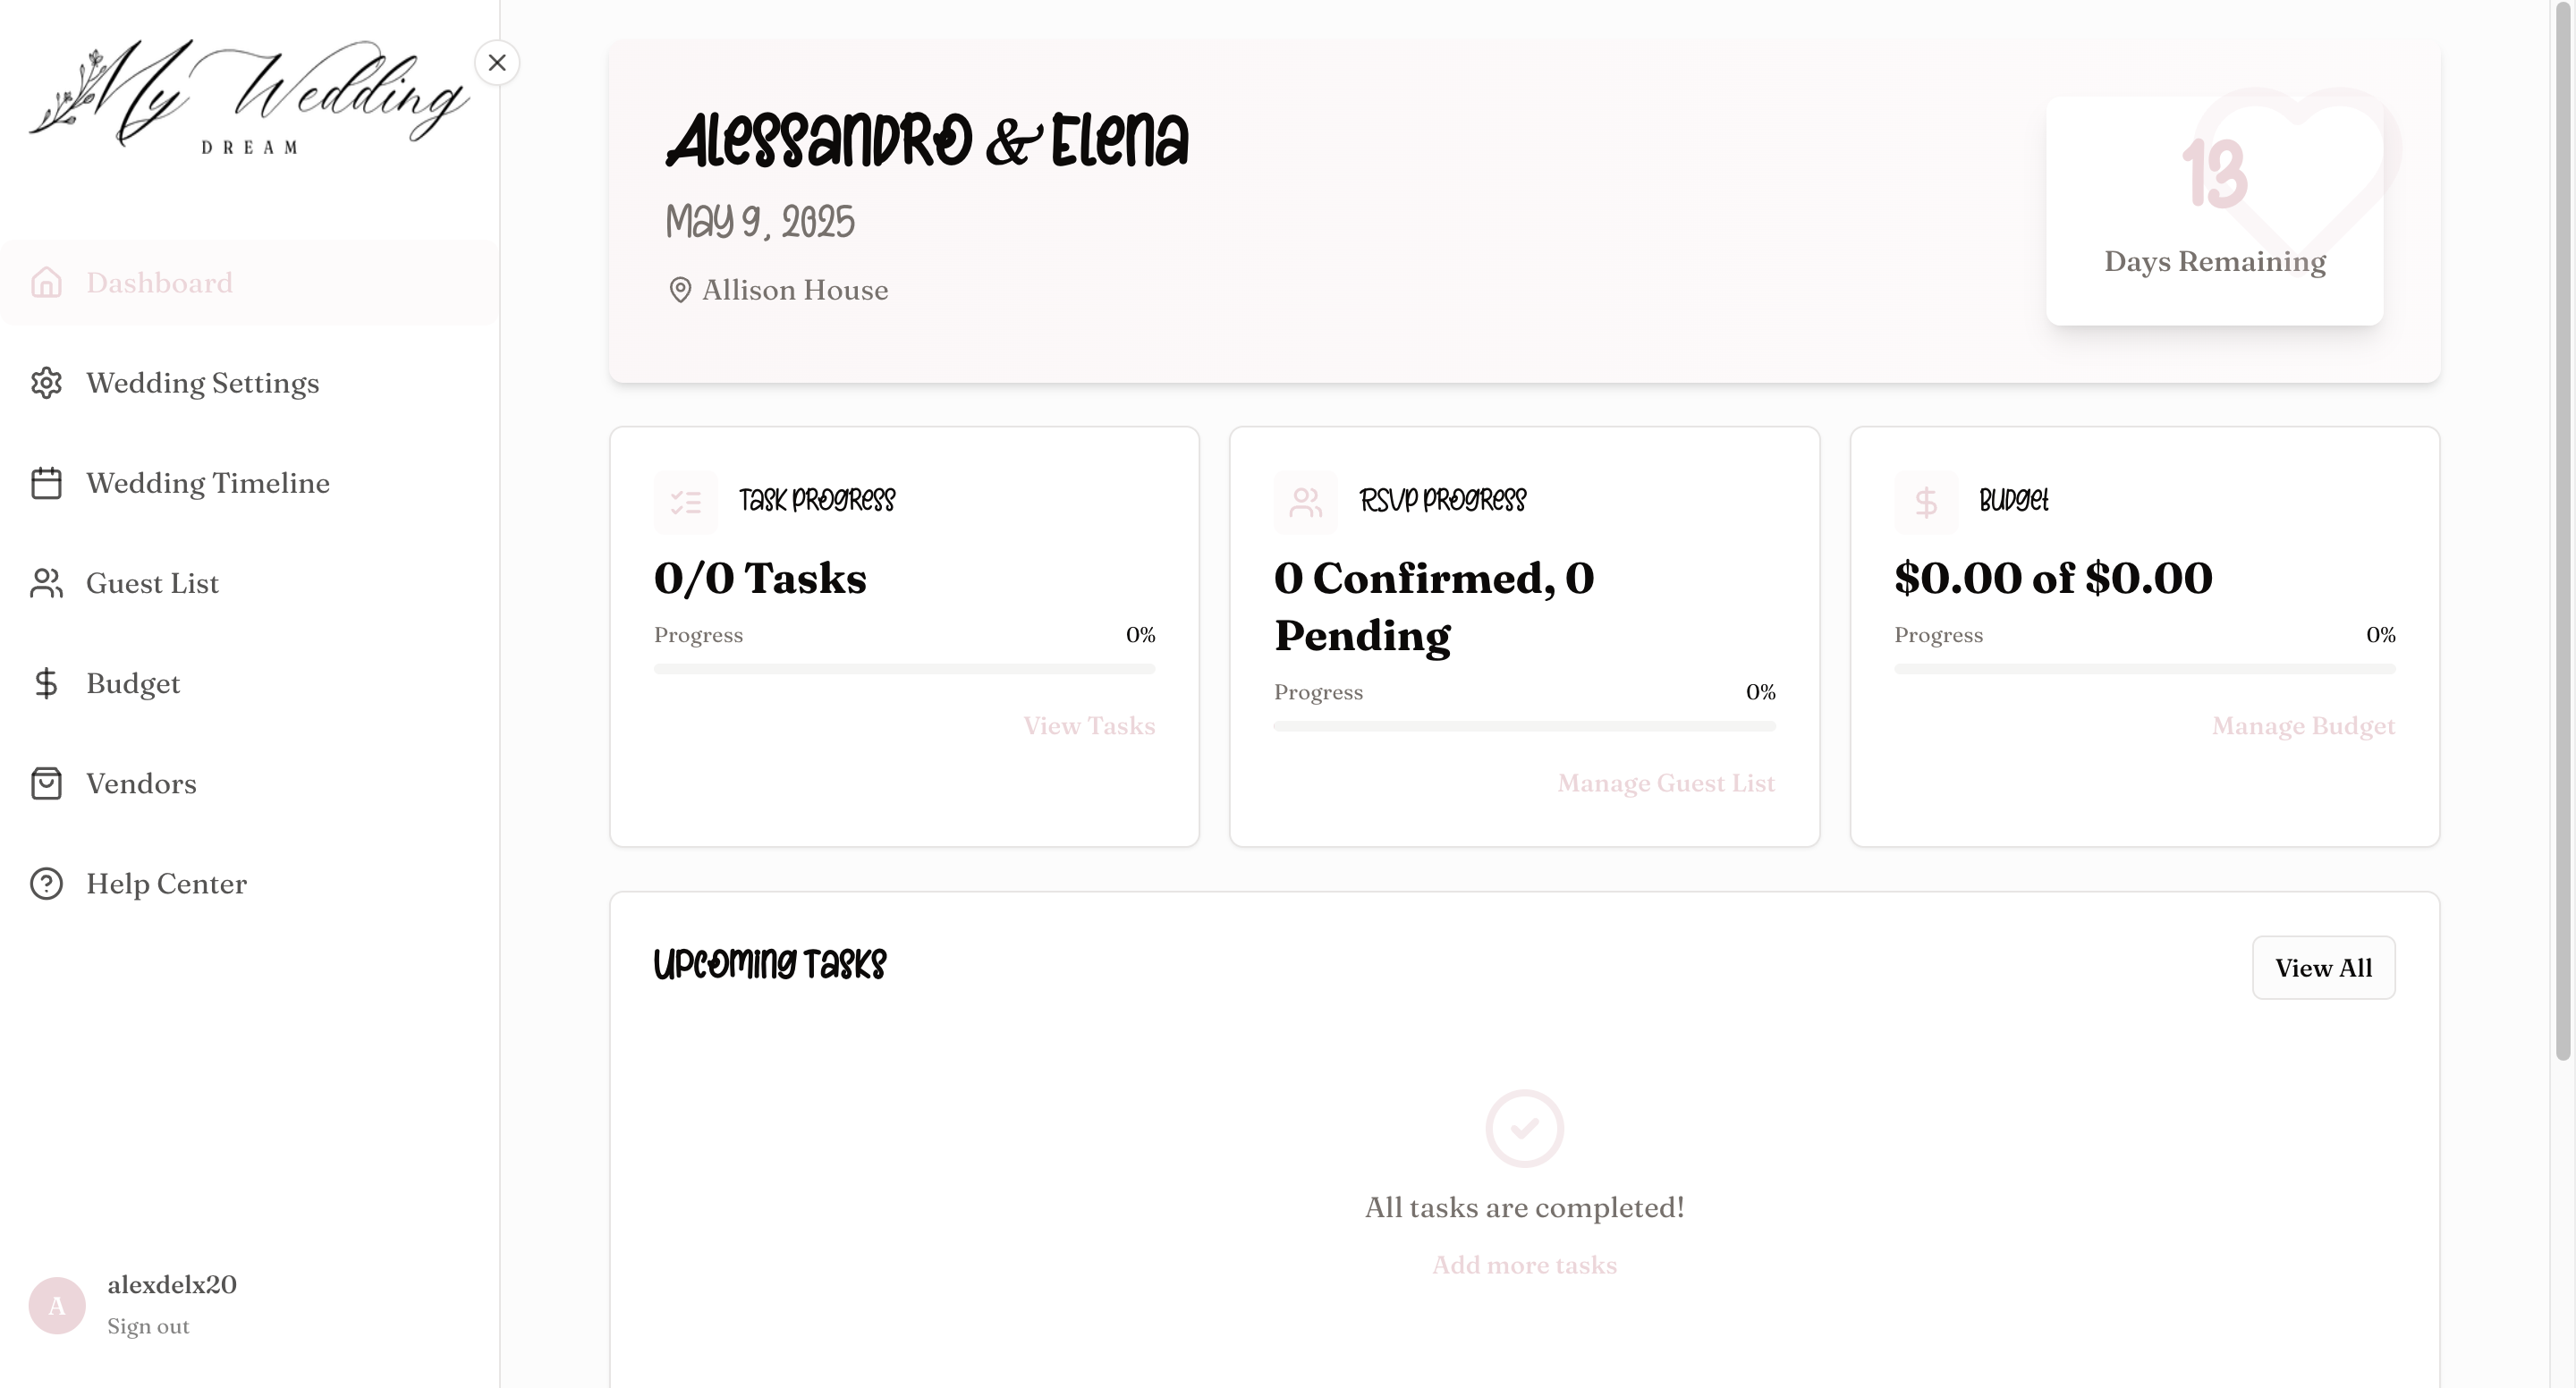 My Wedding
DREAM
Dashboard
Wedding Settings
Wedding Timeline
Guest List
Budget
Vendors
Help Center
A
alexdelx20
Sign out
Alessandro & Elena
May 9, 2025
Allison House
13
Days Remaining
Task Progress
0/0 Tasks
Progress 0%
View Tasks
RSVP Progress
0 Confirmed, 0
Pending
Progress 0%
Manage Guest List
Budget
$0.00 of $0.00
Progress 0%
Manage Budget
Upcoming Tasks
View All
All tasks are completed!
Add more tasks